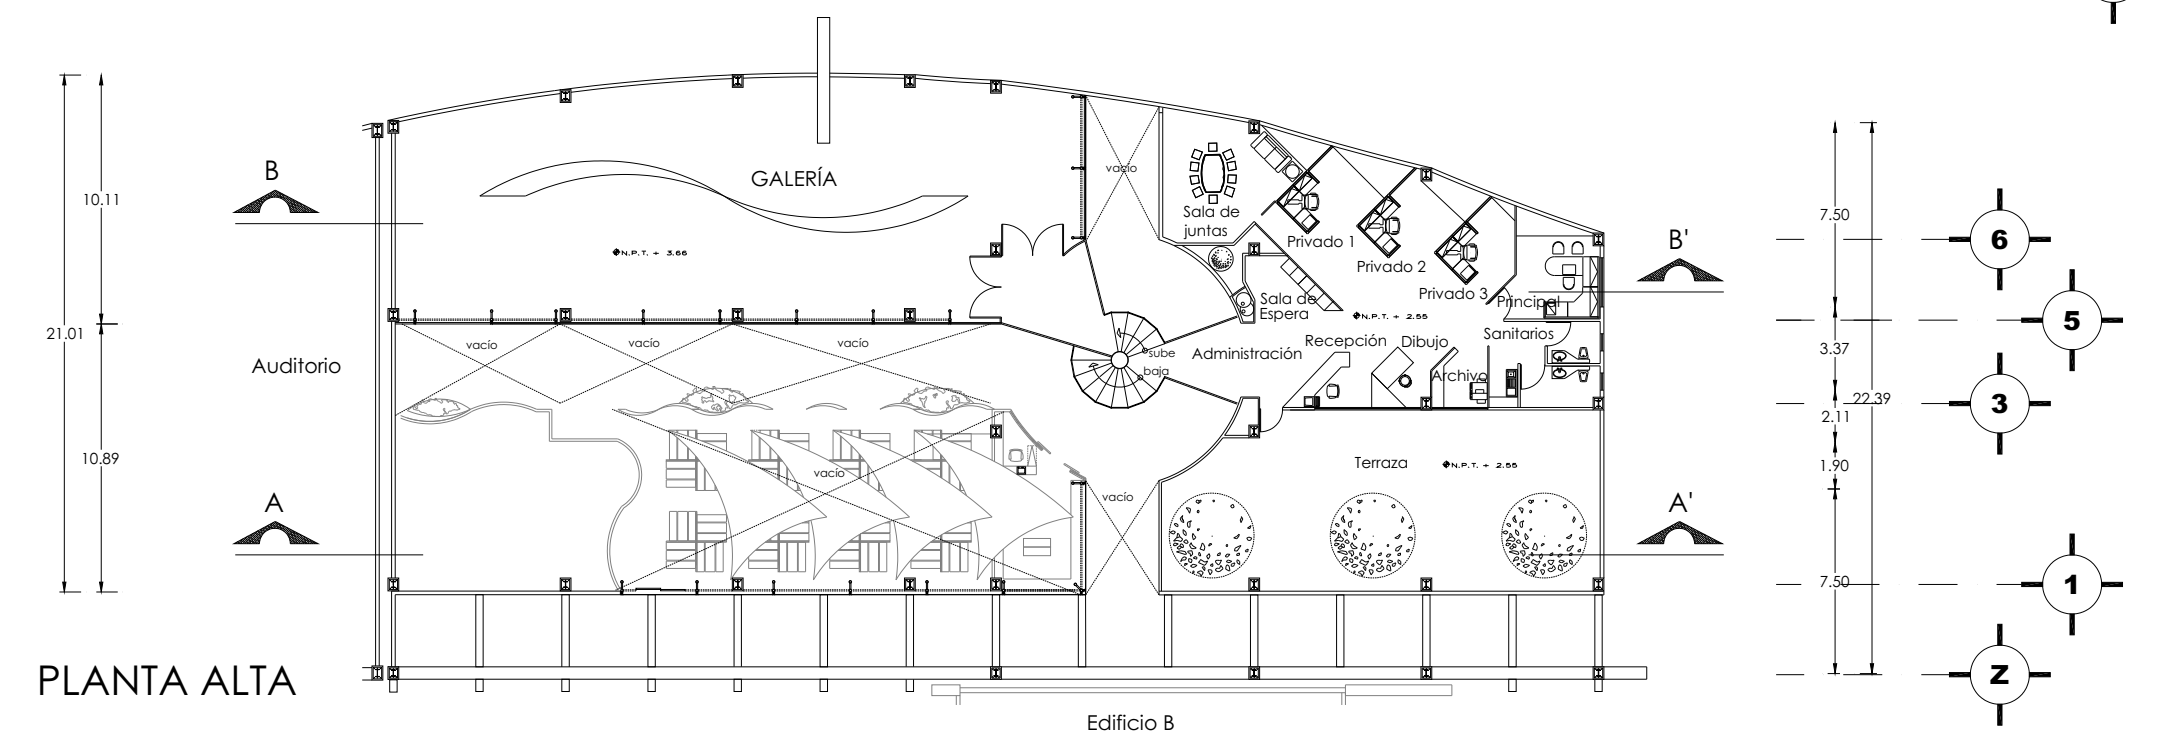 10.11
21.01
10.89
B
A
Auditorio
PLANTA ALTA
GALERÍA
N.P.T. + 3.66
vacío
vacío
vacío
vacío
vacío
vacío
Sala de
juntas
Privado 1
Privado 2
Privado 3
Principal
Sala de
Espera
N.P.T. + 2.55
Sanitarios
Recepción
Dibujo
Administración
Archivo
sube
baja
Terraza
N.P.T. + 2.55
Edificio B
B'
A'
7.50
3.37
22.39
2.11
1.90
7.50
6
5
3
1
Z